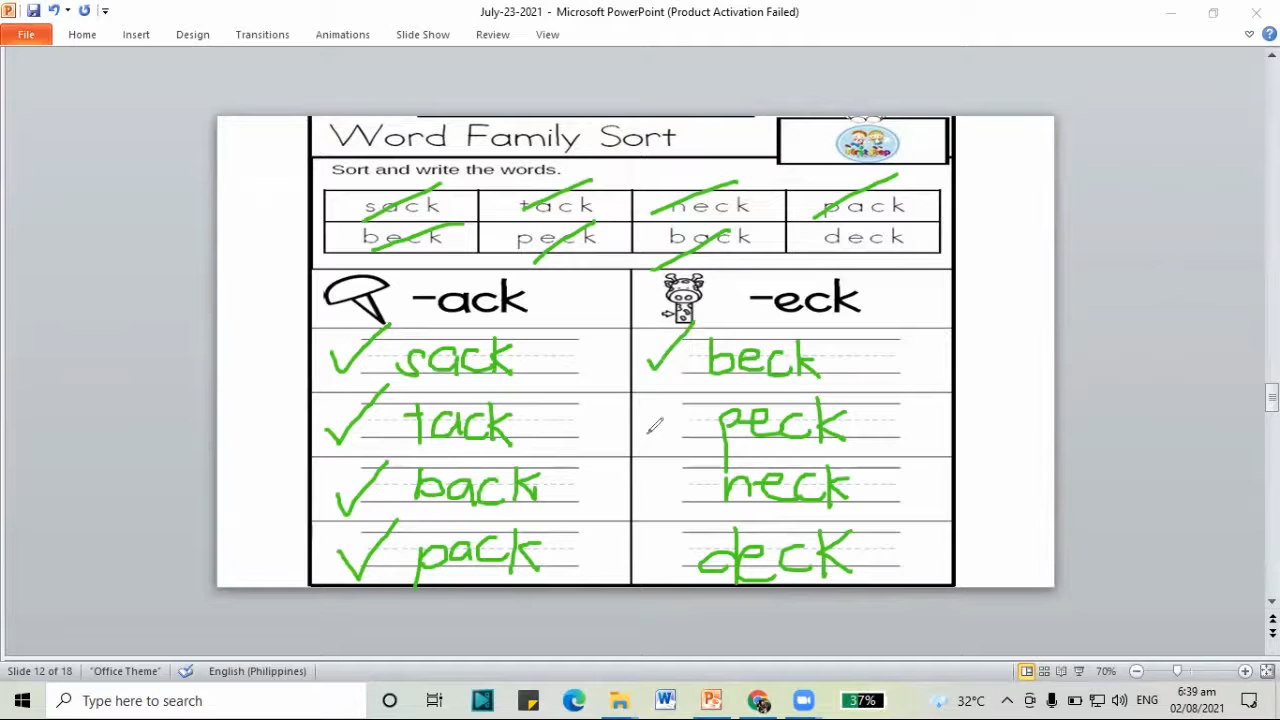 July-23-2021 - Microsoft PowerPoint (Product Activation Failed)
File Home Insert Design Transitions Animations Slide Show Review View
Word Family Sort
Sort and write the words.
sack tack neck pack
beck peck back deck
-ack -eck
sack beck
tack peck
back neck
pack deck
Slide 12 of 18 "Office Theme" English (Philippines) 70%
Type here to search 37% 32°C ENG 6:39 am
02/08/2021